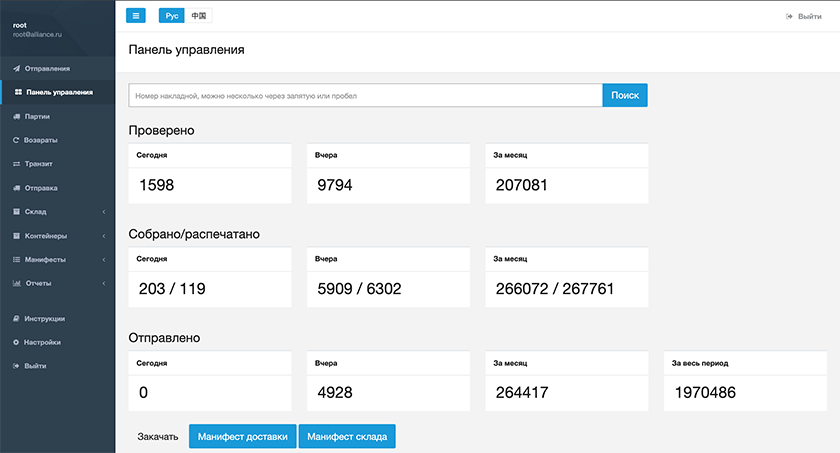 root
root@alliance.ru
Отправления
Панель управления
Партии
Возвраты
Транзит
Отправка
Склад
Контейнеры
Манифесты
Отчеты
Инструкции
Настройки
Выйти
Рус 中国
Выйти
Панель управления
Номер накладной, можно несколько через запятую или пробел
Поиск
Проверено
Сегодня Вчера За месяц
1598 9794 207081
Собрано/распечатано
Сегодня Вчера За месяц
203 / 119 5909 / 6302 266072 / 267761
Отправлено
Сегодня Вчера За месяц За весь период
0 4928 264417 1970486
Закачать Манифест доставки Манифест склада